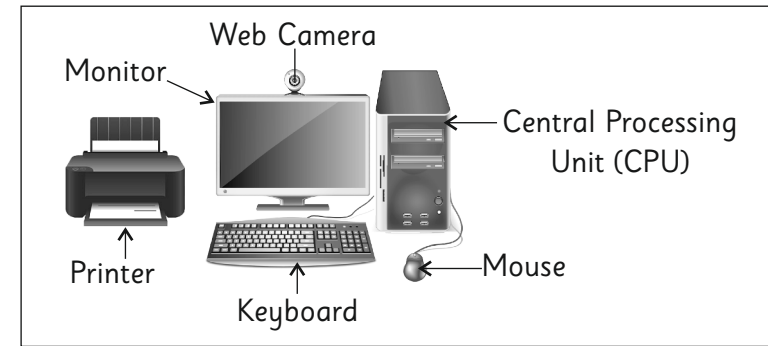 Web Camera
Monitor
Central Processing
Unit (CPU)
Printer
Mouse
Keyboard